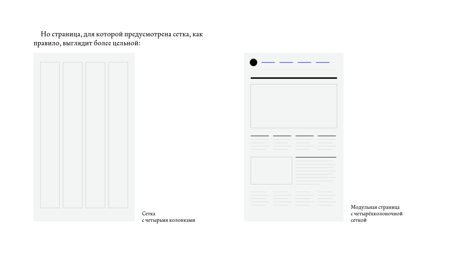 Но страница, для которой предусмотрена сетка, как
правило, выглядит более цельной:
Сетка
с четырьмя колонками
Модульная страница
с четырёхколоночной
сеткой